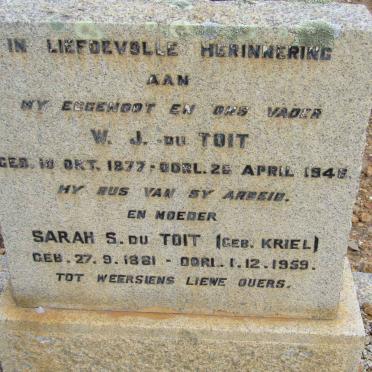 IN LIEFDEVOLLE HERINNERING
AAN
MY EGGENOOT EN ONS VADER
W. J. DU TOIT
GEB. 10 OKT. 1877 - OORL. 26 APRIL 1948.
HY RUS VAN SY ARBEID.
EN MOEDER
SARAH S. DU TOIT (GEB. KRIEL)
GEB. 27. 9. 1881 - OORL. 1. 12. 1959.
TOT WEERSIENS LIEWE OUERS.